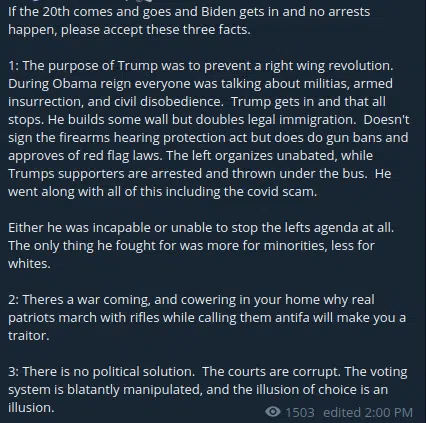 If the 20th comes and goes and Biden gets in and no arrests
happen, please accept these three facts.
1: The purpose of Trump was to prevent a right wing revolution.
During Obama reign everyone was talking about militias, armed
insurrection, and civil disobedience.  Trump gets in and that all
stops. He builds some wall but doubles legal immigration.  Doesn't
sign the firearms hearing protection act but does do gun bans and
approves of red flag laws. The left organizes unabated, while
Trumps supporters are arrested and thrown under the bus.  He
went along with all of this including the covid scam.
Either he was incapable or unable to stop the lefts agenda at all.
The only thing he fought for was more for minorities, less for
whites.
2: Theres a war coming, and cowering in your home why real
patriots march with rifles while calling them antifa will make you a
traitor.
3: There is no political solution.  The courts are corrupt. The voting
system is blatantly manipulated, and the illusion of choice is an
illusion.
1503 edited 2:00 PM